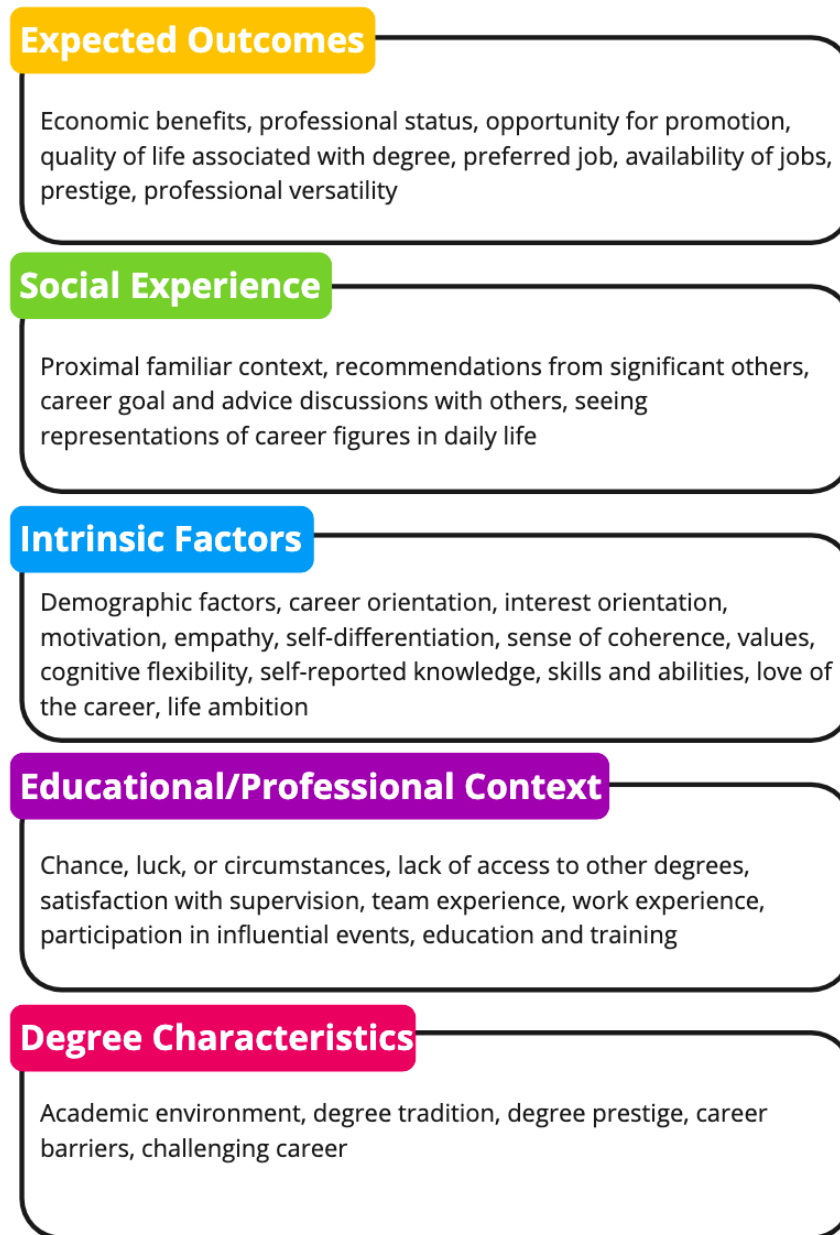 Expected Outcomes
Economic benefits, professional status, opportunity for promotion,
quality of life associated with degree, preferred job, availability of jobs,
prestige, professional versatility
Social Experience
Proximal familiar context, recommendations from significant others,
career goal and advice discussions with others, seeing
representations of career figures in daily life
Intrinsic Factors
Demographic factors, career orientation, interest orientation,
motivation, empathy, self-differentiation, sense of coherence, values,
cognitive flexibility, self-reported knowledge, skills and abilities, love of
the career, life ambition
Educational/Professional Context
Chance, luck, or circumstances, lack of access to other degrees,
satisfaction with supervision, team experience, work experience,
participation in influential events, education and training
Degree Characteristics
Academic environment, degree tradition, degree prestige, career
barriers, challenging career